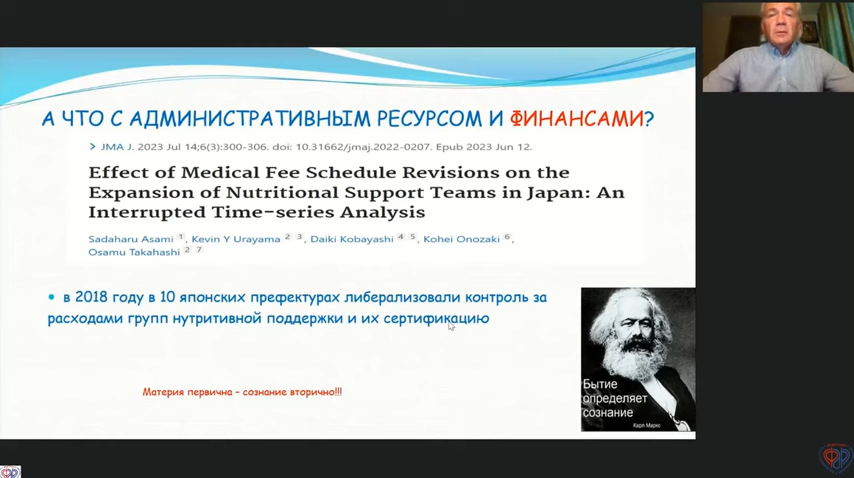 А ЧТО С АДМИНИСТРАТИВНЫМ РЕСУРСОМ И ФИНАНСАМИ?
> JMA J. 2023 Jul 14;6(3):300-306. doi: 10.31662/jmaj.2022-0207. Epub 2023 Jun 12.
Effect of Medical Fee Schedule Revisions on the
Expansion of Nutritional Support Teams in Japan: An
Interrupted Time-series Analysis
Sadaharu Asami 1, Kevin Y Urayama 2 3, Daiki Kobayashi 4 5, Kohei Onozaki 6,
Osamu Takahashi 2 7
• в 2018 году в 10 японских префектурах либерализовали контроль за
расходами групп нутритивной поддержки и их сертификацию
Материя первична – сознание вторично!!!
Бытие
определяет
сознание
Карл Маркс